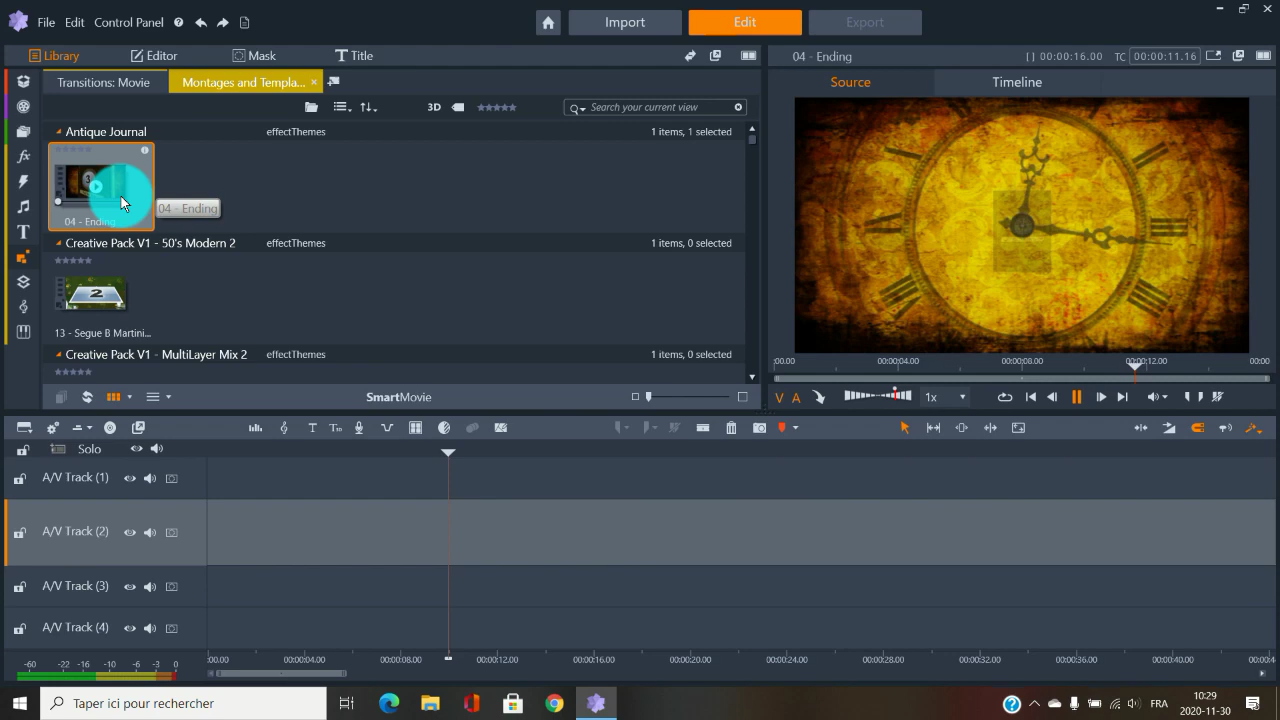 File Edit Control Panel Import Edit Export
Library Editor Mask Title 04 - Ending [] 00:00:16.00 TC 00:00:11.16
Transitions: Movie Montages and Templa... Source Timeline
3D Search your current view
Antique Journal effectThemes 1 items, 1 selected
04 - Ending
04 - Ending
Creative Pack V1 - 50's Modern 2 effectThemes 1 items, 0 selected
2
13 - Segue B Martini...
Creative Pack V1 - MultiLayer Mix 2 effectThemes 1 items, 0 selected
:00.00 00:00:04.00 00:00:08.00 00:00:12.00 00:00
SmartMovie V A 1x
Solo
A/V Track (1)
A/V Track (2)
A/V Track (3)
A/V Track (4)
-60 -22 -16 -10 -6 -3 0 :00.00 00:00:04.00 00:00:08.00 00:00:12.00 00:00:16.00 00:00:20.00 00:00:24.00 00:00:28.00 00:00:32.00 00:00:36.00 00:00:40.00 00:00:4
Taper ici pour rechercher FRA 10:29
2020-11-30